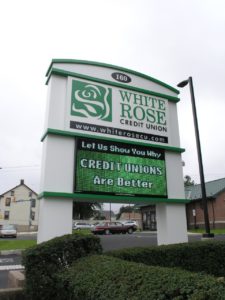 160
WHITE
ROSE
CREDIT UNION
www.whiterosecu.com
Let Us Show You Why
CREDIT UNIONS
Are Better